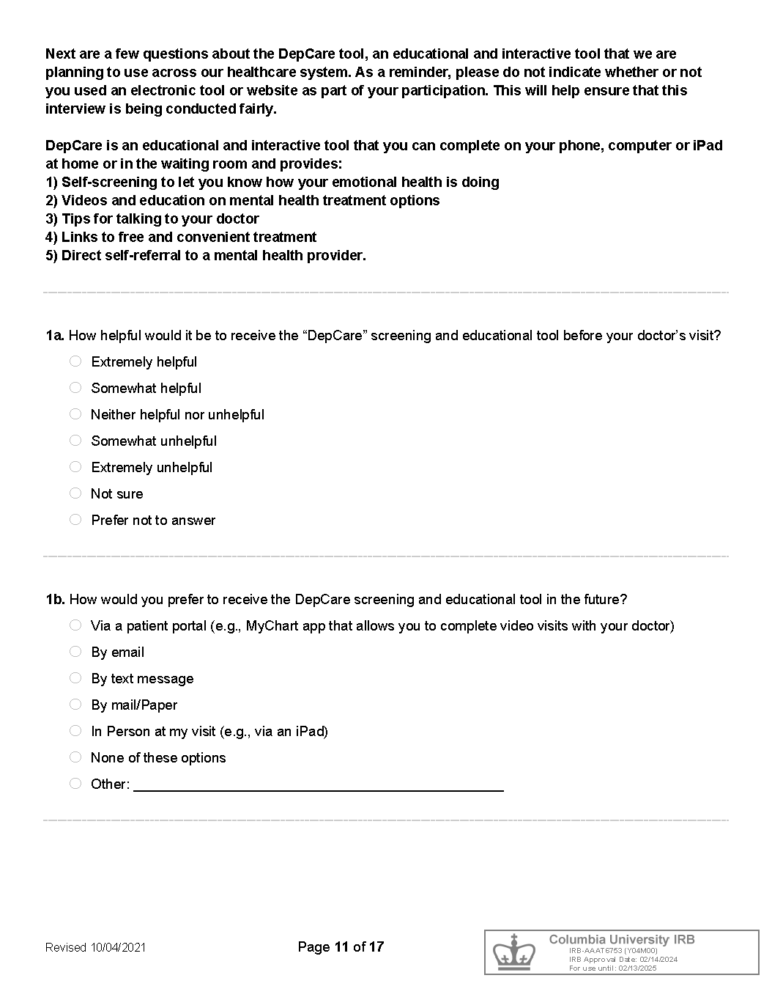 Next are a few questions about the DepCare tool, an educational and interactive tool that we are
planning to use across our healthcare system. As a reminder, please do not indicate whether or not
you used an electronic tool or website as part of your participation. This will help ensure that this
interview is being conducted fairly.
DepCare is an educational and interactive tool that you can complete on your phone, computer or iPad
at home or in the waiting room and provides:
1) Self-screening to let you know how your emotional health is doing
2) Videos and education on mental health treatment options
3) Tips for talking to your doctor
4) Links to free and convenient treatment
5) Direct self-referral to a mental health provider.
1a. How helpful would it be to receive the “DepCare” screening and educational tool before your doctor’s visit?
Extremely helpful
Somewhat helpful
Neither helpful nor unhelpful
Somewhat unhelpful
Extremely unhelpful
Not sure
Prefer not to answer
1b. How would you prefer to receive the DepCare screening and educational tool in the future?
Via a patient portal (e.g., MyChart app that allows you to complete video visits with your doctor)
By email
By text message
By mail/Paper
In Person at my visit (e.g., via an iPad)
None of these options
Other:
Revised 10/04/2021
Page 11 of 17
Columbia University IRB
IRB-AAAT6753 (Y04M00)
IRB Approval Date: 02/14/2024
For use until: 02/13/2025